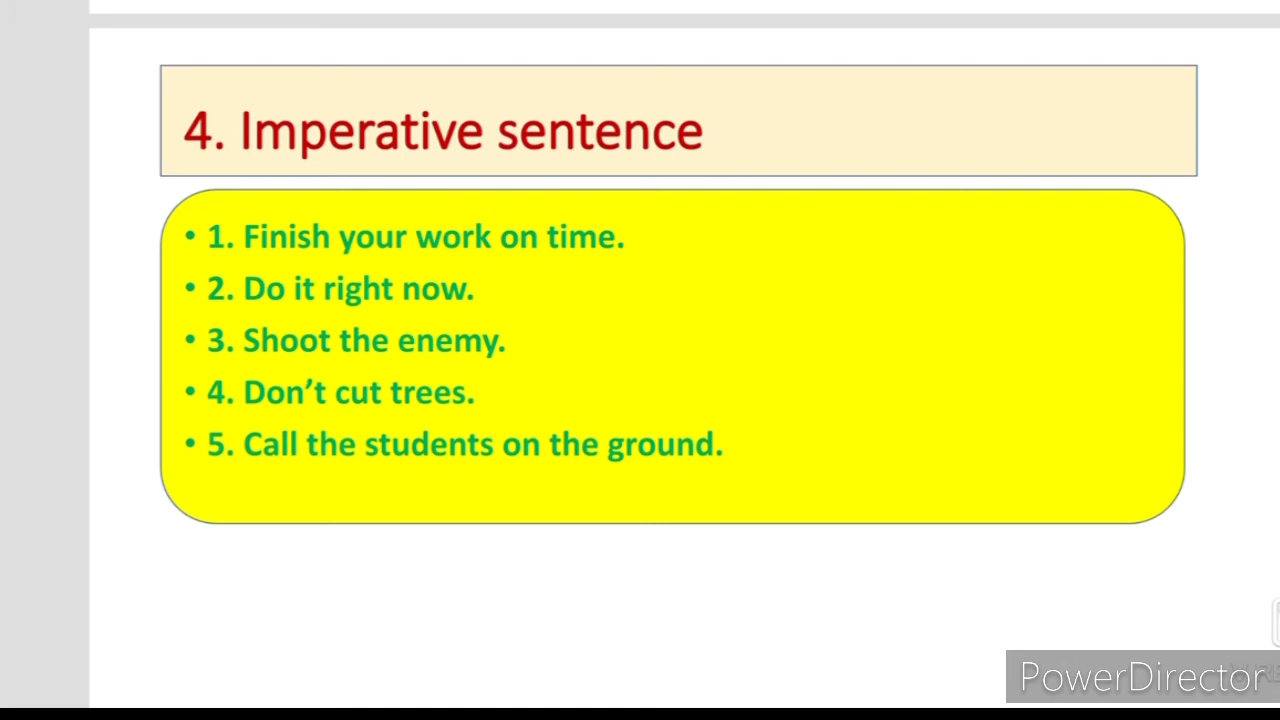 4. Imperative sentence
• 1. Finish your work on time.
• 2. Do it right now.
• 3. Shoot the enemy.
• 4. Don’t cut trees.
• 5. Call the students on the ground.
PowerDirector